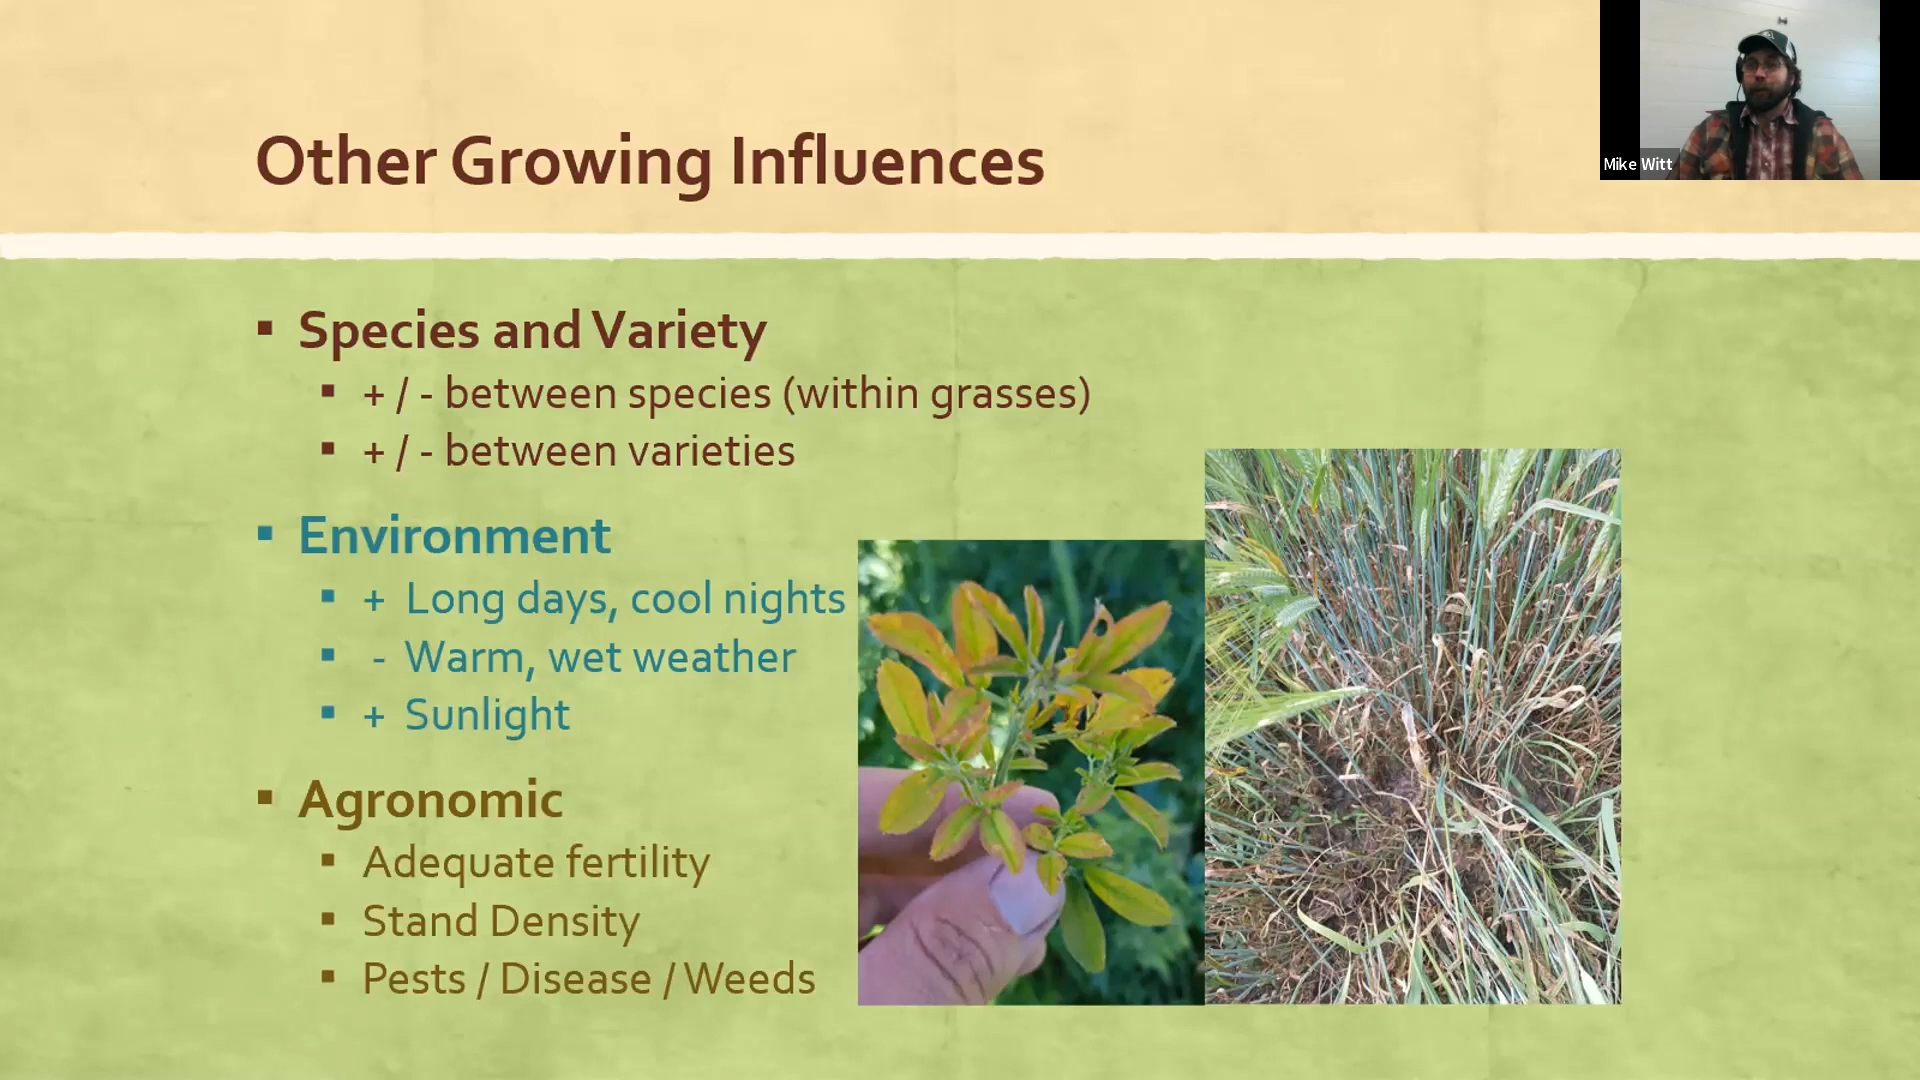 Other Growing Influences
Mike Witt
▪ Species and Variety
▪ + / - between species (within grasses)
▪ + / - between varieties
▪ Environment
▪ + Long days, cool nights
▪ - Warm, wet weather
▪ + Sunlight
▪ Agronomic
▪ Adequate fertility
▪ Stand Density
▪ Pests / Disease / Weeds